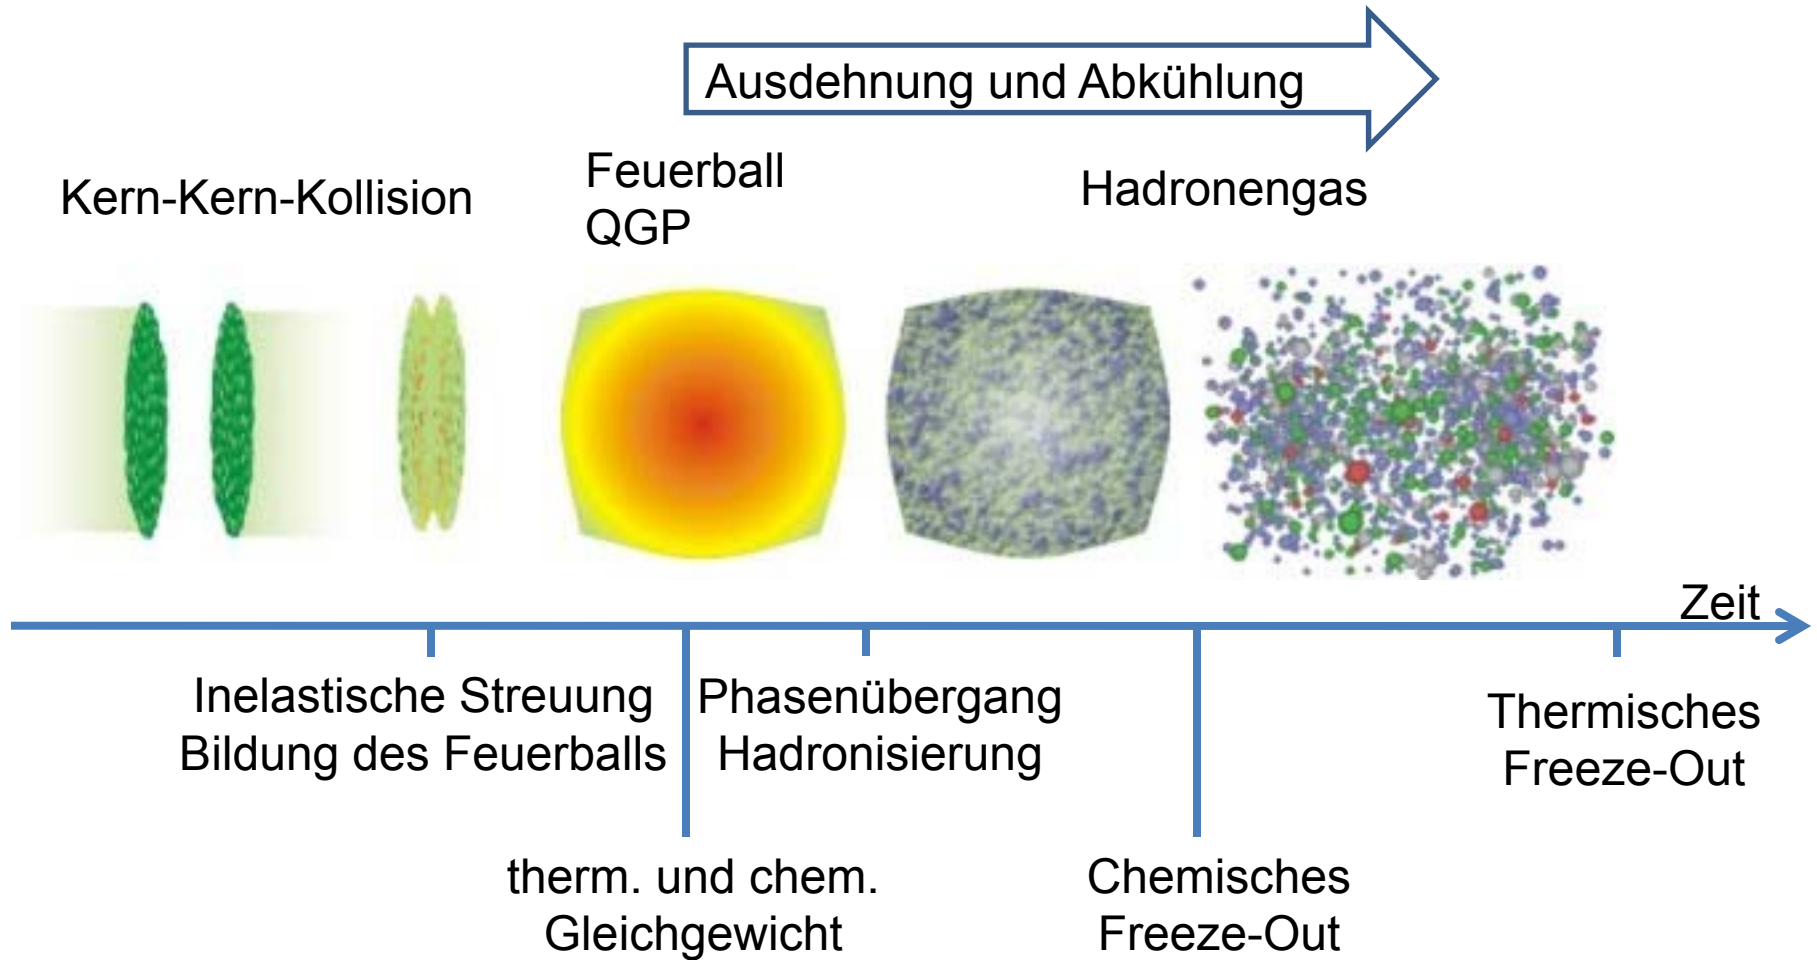 Ausdehnung und Abkühlung
Kern-Kern-Kollision
Feuerball
QGP
Hadronengas
Zeit
Inelastische Streuung
Bildung des Feuerballs
Phasenübergang
Hadronisierung
Thermisches
Freeze-Out
therm. und chem.
Gleichgewicht
Chemisches
Freeze-Out